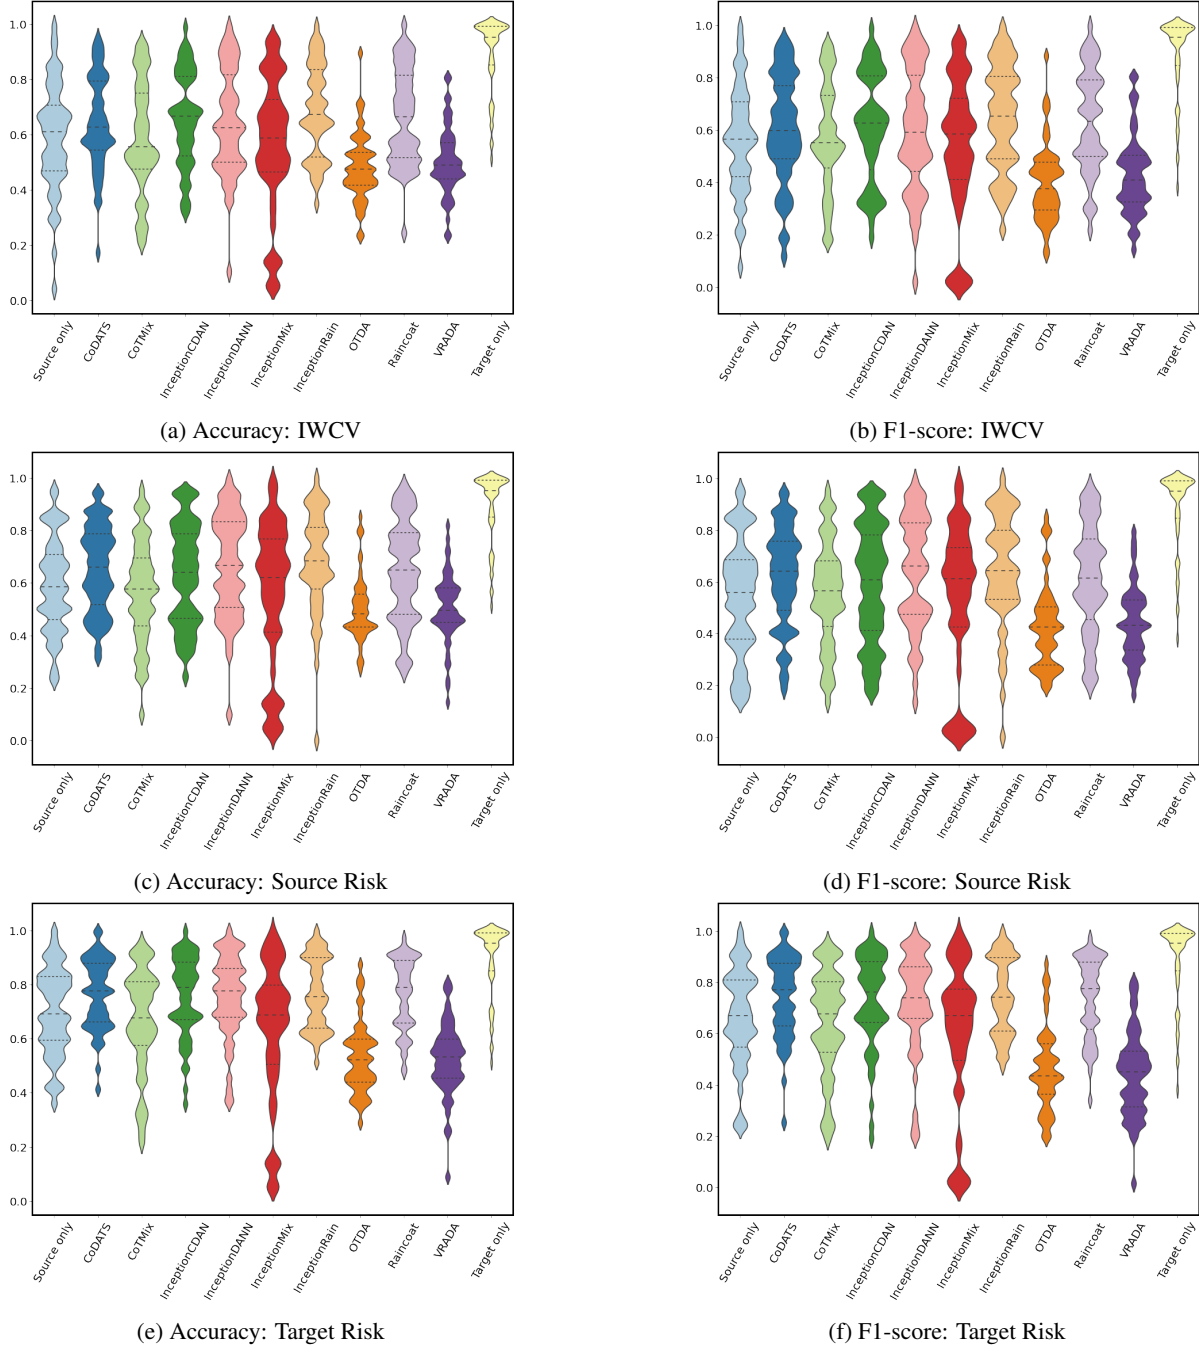 1.0
0.8
0.6
0.4
0.2
0.0
Source only
CoDATS
CoTMix
InceptionCDAN
InceptionDANN
InceptionMix
InceptionRain
OTDA
Raincoat
VRADA
Target only
(a) Accuracy: IWCV
1.0
0.8
0.6
0.4
0.2
0.0
Source only
CoDATS
CoTMix
InceptionCDAN
InceptionDANN
InceptionMix
InceptionRain
OTDA
Raincoat
VRADA
Target only
(b) F1-score: IWCV
1.0
0.8
0.6
0.4
0.2
0.0
Source only
CoDATS
CoTMix
InceptionCDAN
InceptionDANN
InceptionMix
InceptionRain
OTDA
Raincoat
VRADA
Target only
(c) Accuracy: Source Risk
1.0
0.8
0.6
0.4
0.2
0.0
Source only
CoDATS
CoTMix
InceptionCDAN
InceptionDANN
InceptionMix
InceptionRain
OTDA
Raincoat
VRADA
Target only
(d) F1-score: Source Risk
1.0
0.8
0.6
0.4
0.2
0.0
Source only
CoDATS
CoTMix
InceptionCDAN
InceptionDANN
InceptionMix
InceptionRain
OTDA
Raincoat
VRADA
Target only
(e) Accuracy: Target Risk
1.0
0.8
0.6
0.4
0.2
0.0
Source only
CoDATS
CoTMix
InceptionCDAN
InceptionDANN
InceptionMix
InceptionRain
OTDA
Raincoat
VRADA
Target only
(f) F1-score: Target Risk